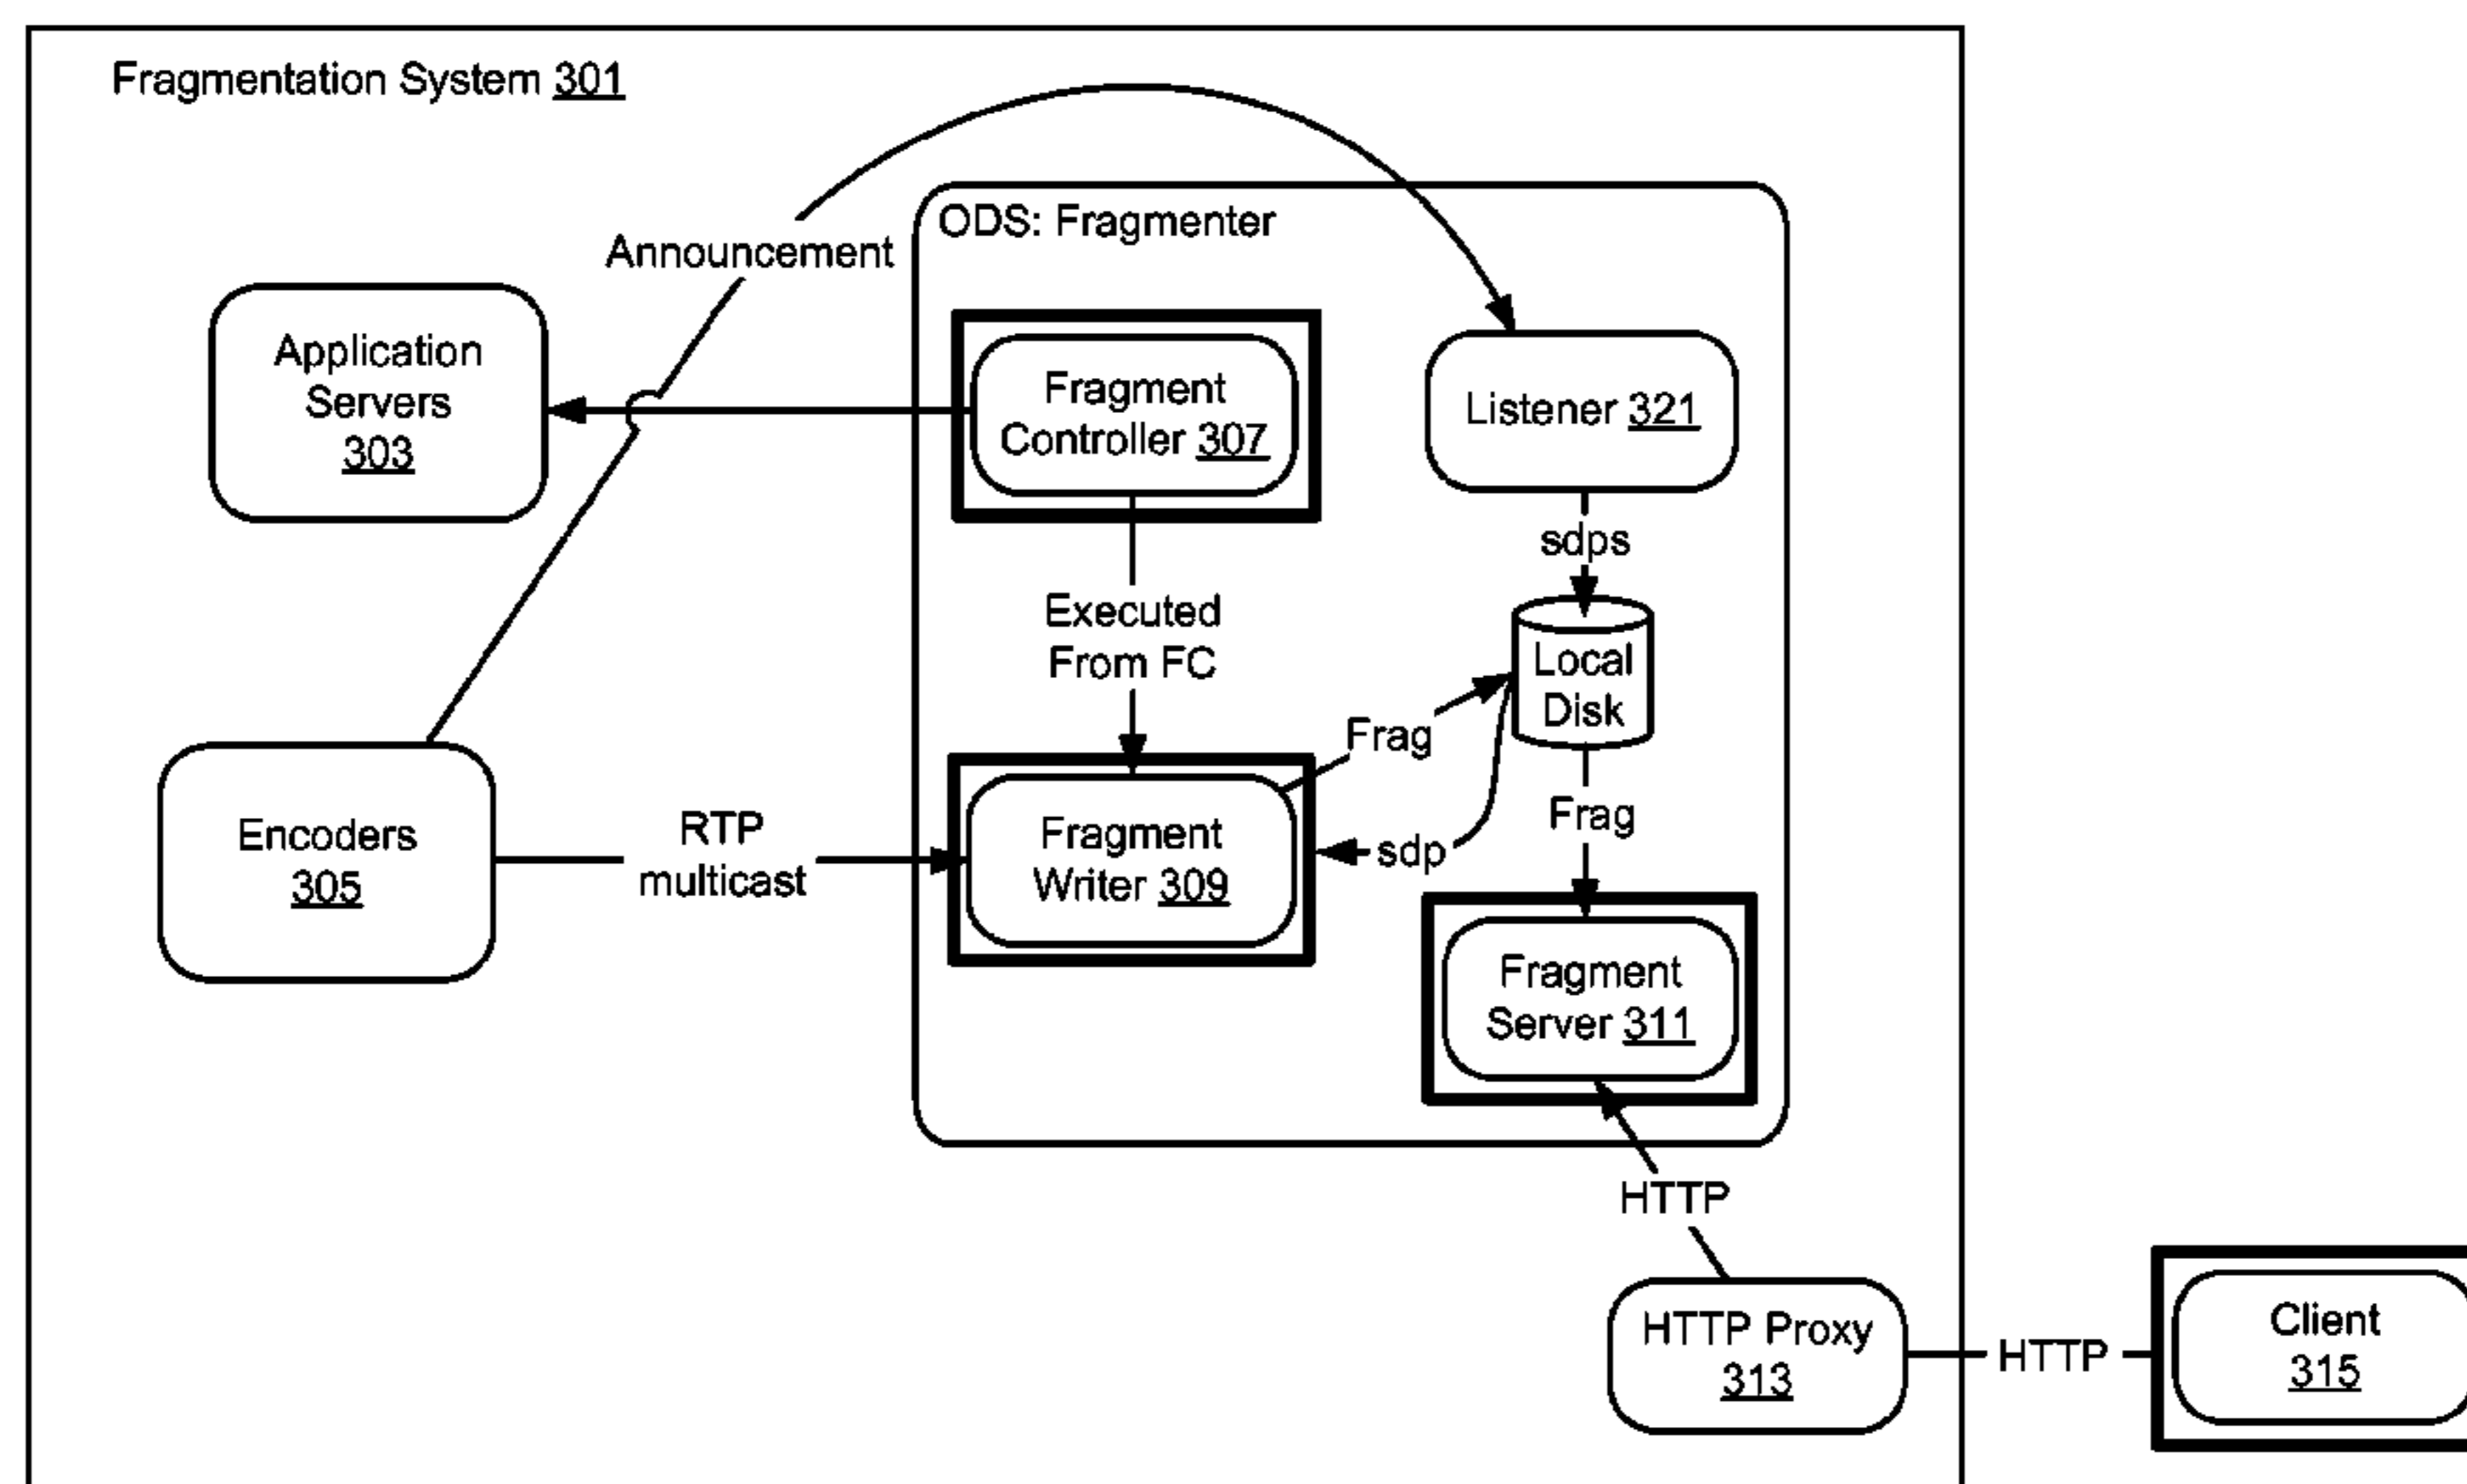 Fragmentation System 301
ODS: Fragmenter
Announcement
Application
Servers
303
Fragment
Controller 307
Listener 321
sdps
Executed
From FC
Local
Disk
Frag
Encoders
305
RTP
multicast
Fragment
Writer 309
sdp
Frag
Fragment
Server 311
HTTP
HTTP Proxy
313
HTTP
Client
315